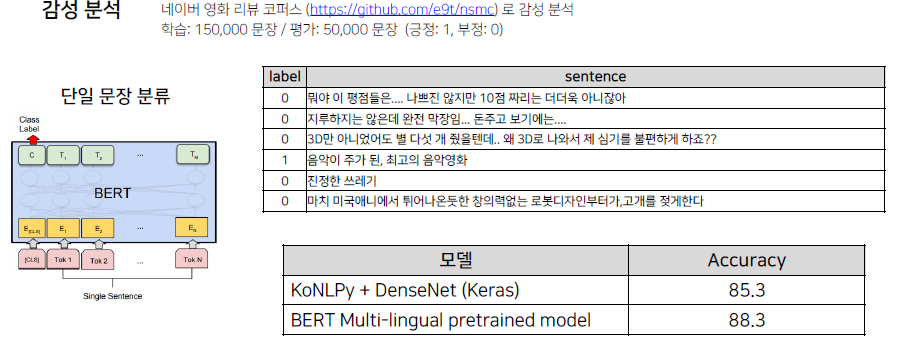 감성 분석
네이버 영화 리뷰 코퍼스 (https://github.com/e9t/nsmc) 로 감성 분석
학습: 150,000 문장 / 평가: 50,000 문장 (긍정: 1, 부정: 0)
단일 문장 분류
Class
Label
C T1 T2 ... TN
BERT
E[CLS] E1 E2 ... EN
[CLS] Tok 1 Tok 2 ... Tok N
Single Sentence
label sentence
0 뭐야 이 평점들은.... 나쁘진 않지만 10점 짜리는 더더욱 아니잖아
0 지루하지는 않은데 완전 막장임... 돈주고 보기에는....
0 3D만 아니었어도 별 다섯 개 줬을텐데.. 왜 3D로 나와서 제 심기를 불편하게 하죠??
1 음악이 주가 된, 최고의 음악영화
0 진정한 쓰레기
0 마치 미국애니에서 튀어나온듯한 창의력없는 로봇디자인부터가,고개를 젖게한다
모델 Accuracy
KoNLPy + DenseNet (Keras) 85.3
BERT Multi-lingual pretrained model 88.3